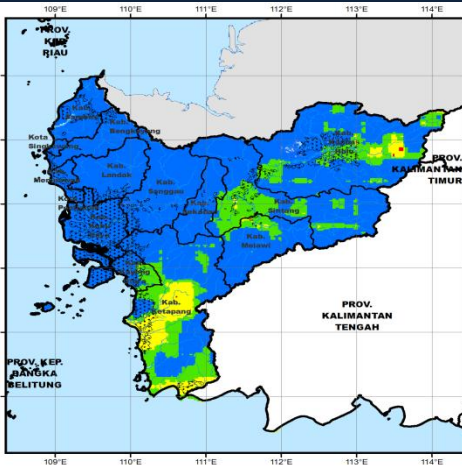 109°E 110°E 111°E 112°E 113°E 114°E
PROV.
KEP.
RIAU
Kab.
Bengkayang
Kota
Singkawang
Kab.
Landak
Kab.
Sanggau
Kab.
Kab.
Sintang
Kab.
Melawi
Kab.
Ketapang
PROV.
KALIMANTAN
TIMUR
PROV.
KALIMANTAN
TENGAH
PROV. KEP.
BANGKA
BELITUNG
109°E 110°E 111°E 112°E 113°E 114°E